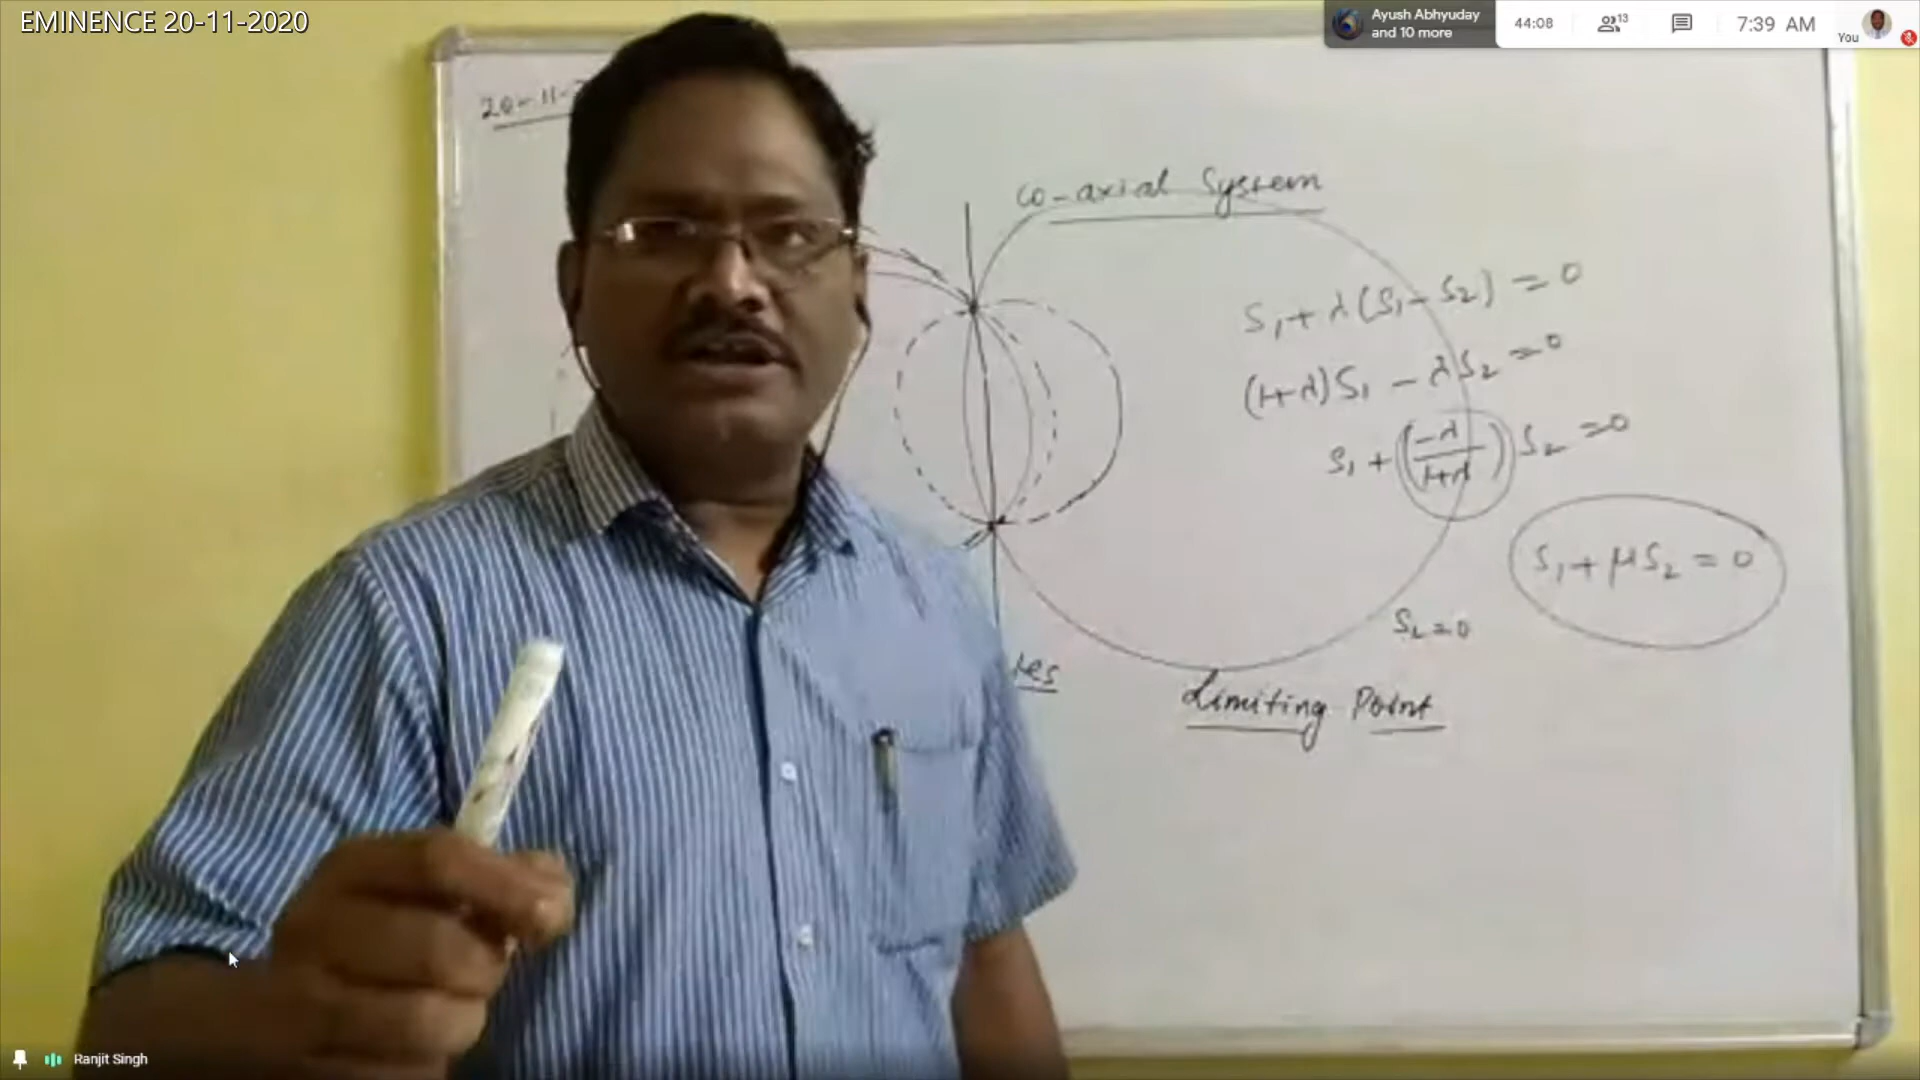 EMINENCE 20-11-2020
Ayush Abhyuday
and 10 more
44:08
13
7:39 AM
You
20-11-
co-axial System
S₁ + λ(S₁ - S₂) = 0
(1+λ)S₁ - λS₂ = 0
S₁ + (-λ/1+λ) S₂ = 0
S₁ + μS₂ = 0
S₂ = 0
les
Limiting Point
Ranjit Singh